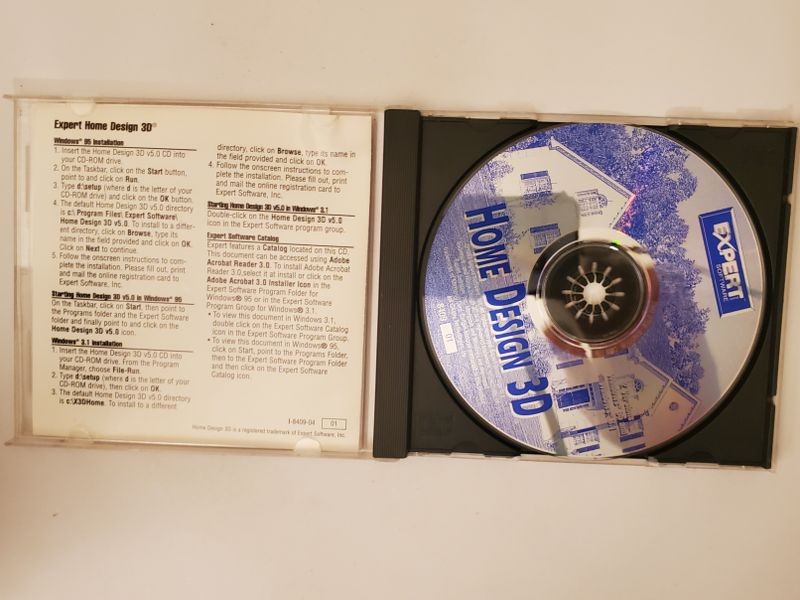 Expert Home Design 3D®
Windows® 95 Installation
1. Insert the Home Design 3D v5.0 CD into
your CD-ROM drive.
2. On the Taskbar, click on the Start button,
point to and click on Run.
3. Type d:\setup (where d is the letter of your
CD-ROM drive) and click on the OK button.
4. The default Home Design 3D v5.0 directory
is c:\ Program Files\ Expert Software\
Home Design 3D v5.0. To install to a differ-
ent directory, click on Browse, type its
name in the field provided and click on OK.
Click on Next to continue.
5. Follow the onscreen instructions to com-
plete the installation. Please fill out, print
and mail the online registration card to
Expert Software, Inc.
Starting Home Design 3D v5.0 in Windows® 95
On the Taskbar, click on Start, then point to
the Programs folder and the Expert Software
folder and finally point to and click on the
Home Design 3D v5.0 icon.
Windows® 3.1 Installation
1. Insert the Home Design 3D v5.0 CD into
your CD-ROM drive. From the Program
Manager, choose File-Run.
2. Type d:\setup (where d is the letter of your
CD-ROM drive), then click on OK.
3. The default Home Design 3D v5.0 directory
is c:\X3DHome. To install to a different
directory, click on Browse, type its name in
the field provided and click on OK.
4. Follow the onscreen instructions to com-
plete the installation. Please fill out, print
and mail the online registration card to
Expert Software, Inc.
Starting Home Design 3D v5.0 in Windows® 3.1
Double-click on the Home Design 3D v5.0
icon in the Expert Software program group.
Expert Software Catalog
Expert features a Catalog located on this CD.
This document can be accessed using Adobe
Acrobat Reader 3.0. To install Adobe Acrobat
Reader 3.0,select it at install or click on the
Adobe Acrobat 3.0 Installer Icon in the
Expert Software Program Folder for
Windows® 95 or in the Expert Software
Program Group for Windows® 3.1.
• To view this document in Windows 3.1,
double click on the Expert Software Catalog
icon in the Expert Software Program Group.
• To view this document in Windows® 95,
click on Start, point to the Programs Folder,
then to the Expert Software Program Folder
and then click on the Expert Software
Catalog icon.
I-8409-04 01
Home Design 3D is a registered trademark of Expert Software, Inc.
EXPERT
SOFTWARE
HOME DESIGN 3D
8409 01